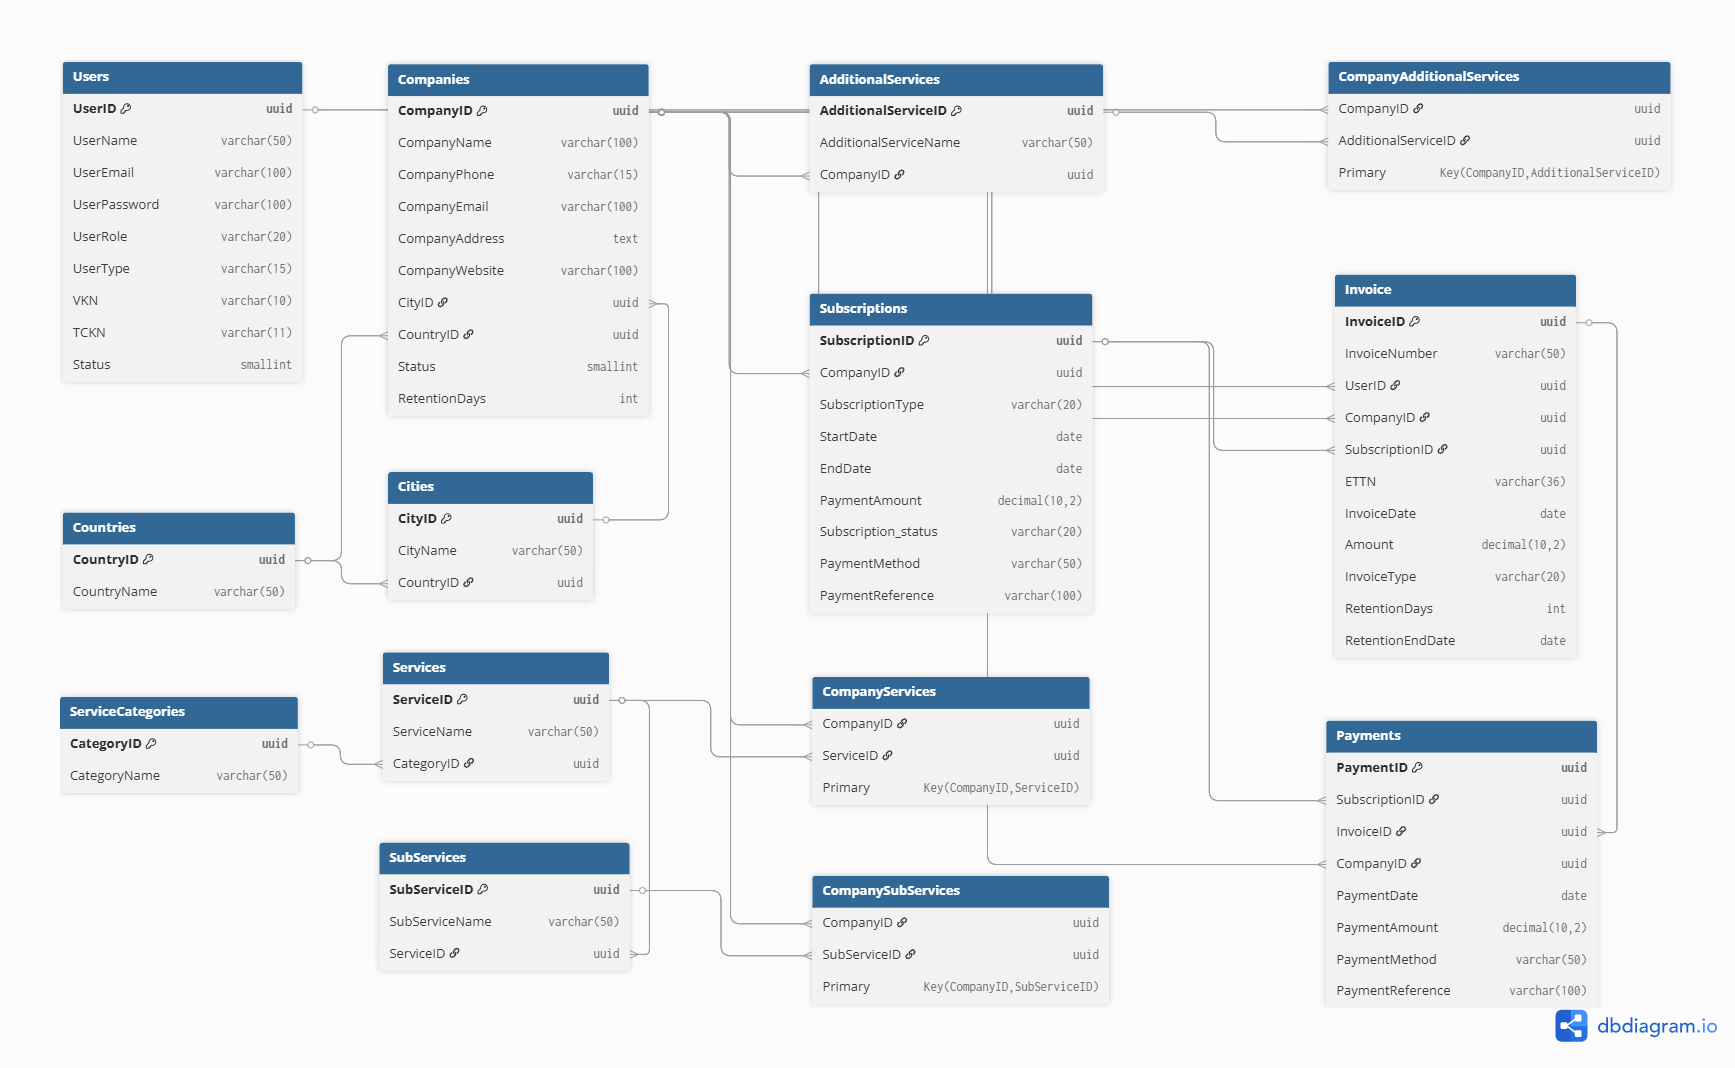 Users
UserID uuid
UserName varchar(50)
UserEmail varchar(100)
UserPassword varchar(100)
UserRole varchar(20)
UserType varchar(15)
VKN varchar(10)
TCKN varchar(11)
Status smallint
Companies
CompanyID uuid
CompanyName varchar(100)
CompanyPhone varchar(15)
CompanyEmail varchar(100)
CompanyAddress text
CompanyWebsite varchar(100)
CityID uuid
CountryID uuid
Status smallint
RetentionDays int
AdditionalServices
AdditionalServiceID uuid
AdditionalServiceName varchar(50)
CompanyID uuid
CompanyAdditionalServices
CompanyID uuid
AdditionalServiceID uuid
Primary Key(CompanyID,AdditionalServiceID)
Subscriptions
SubscriptionID uuid
CompanyID uuid
SubscriptionType varchar(20)
StartDate date
EndDate date
PaymentAmount decimal(10,2)
Subscription_status varchar(20)
PaymentMethod varchar(50)
PaymentReference varchar(100)
Invoice
InvoiceID uuid
InvoiceNumber varchar(50)
UserID uuid
CompanyID uuid
SubscriptionID uuid
ETTN varchar(36)
InvoiceDate date
Amount decimal(10,2)
InvoiceType varchar(20)
RetentionDays int
RetentionEndDate date
Countries
CountryID uuid
CountryName varchar(50)
Cities
CityID uuid
CityName varchar(50)
CountryID uuid
ServiceCategories
CategoryID uuid
CategoryName varchar(50)
Services
ServiceID uuid
ServiceName varchar(50)
CategoryID uuid
CompanyServices
CompanyID uuid
ServiceID uuid
Primary Key(CompanyID,ServiceID)
Payments
PaymentID uuid
SubscriptionID uuid
InvoiceID uuid
CompanyID uuid
PaymentDate date
PaymentAmount decimal(10,2)
PaymentMethod varchar(50)
PaymentReference varchar(100)
SubServices
SubServiceID uuid
SubServiceName varchar(50)
ServiceID uuid
CompanySubServices
CompanyID uuid
SubServiceID uuid
Primary Key(CompanyID,SubServiceID)
dbdiagram.io